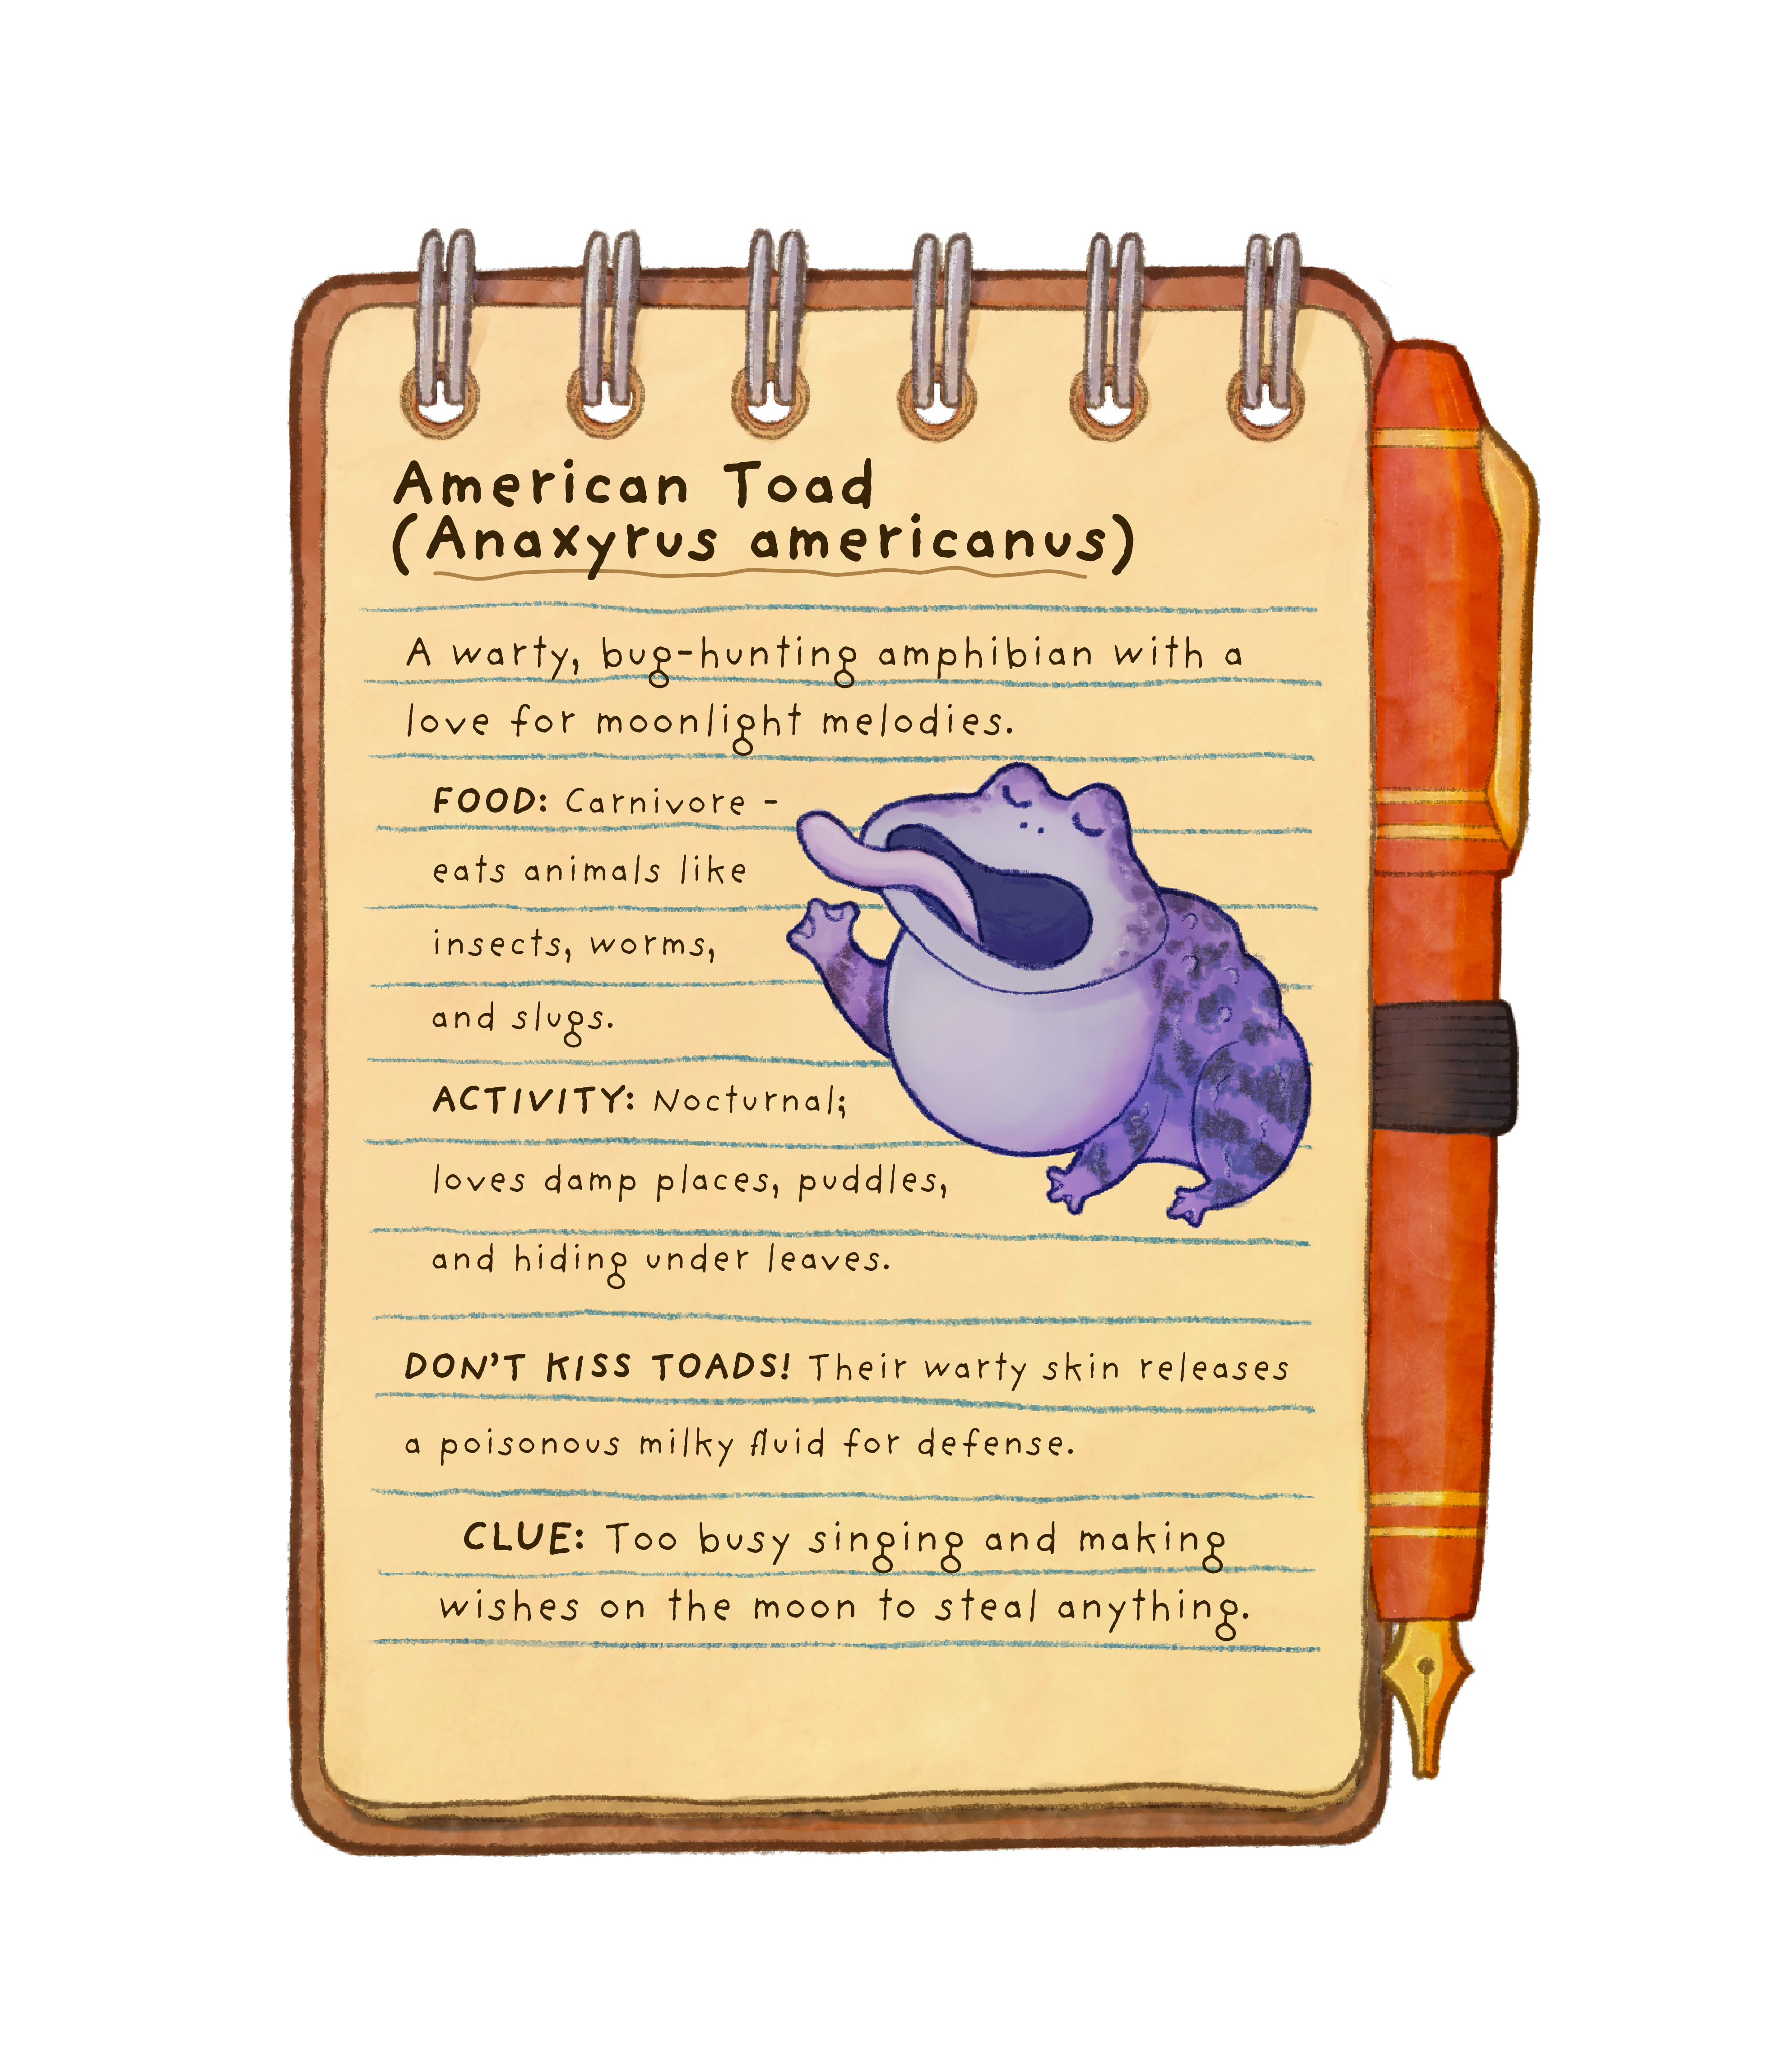 American Toad
(Anaxyrus americanus)
A warty, bug-hunting amphibian with a
love for moonlight melodies.
FOOD: Carnivore -
eats animals like
insects, worms,
and slugs.
ACTIVITY: Nocturnal;
loves damp places, puddles,
and hiding under leaves.
DON'T KISS TOADS! Their warty skin releases
a poisonous milky fluid for defense.
CLUE: Too busy singing and making
wishes on the moon to steal anything.